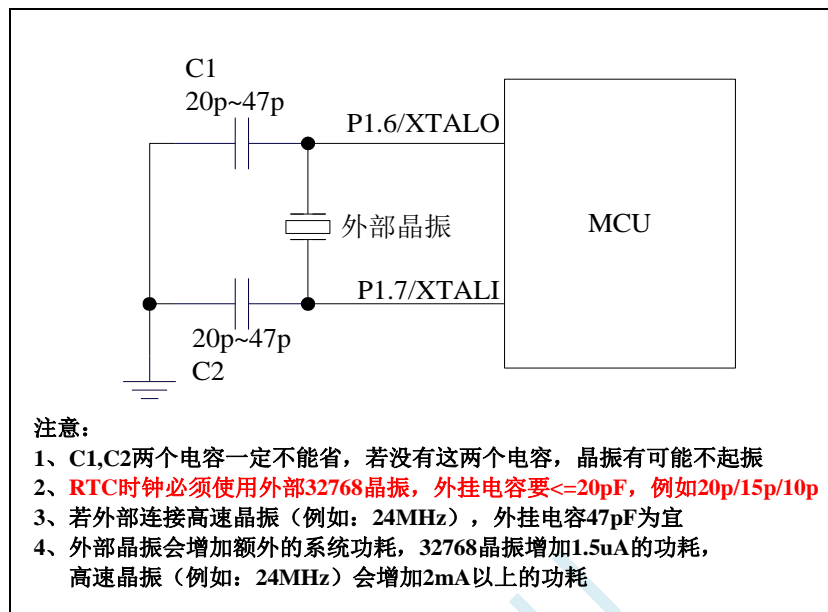 C1
20p~47p
P1.6/XTALO
外部晶振
MCU
P1.7/XTALI
20p~47p
C2
注意：
1、C1,C2两个电容一定不能省，若没有这两个电容，晶振有可能不起振
2、RTC时钟必须使用外部32768晶振，外挂电容要<=20pF，例如20p/15p/10p
3、若外部连接高速晶振（例如：24MHz），外挂电容47pF为宜
4、外部晶振会增加额外的系统功耗，32768晶振增加1.5uA的功耗，
高速晶振（例如：24MHz）会增加2mA以上的功耗